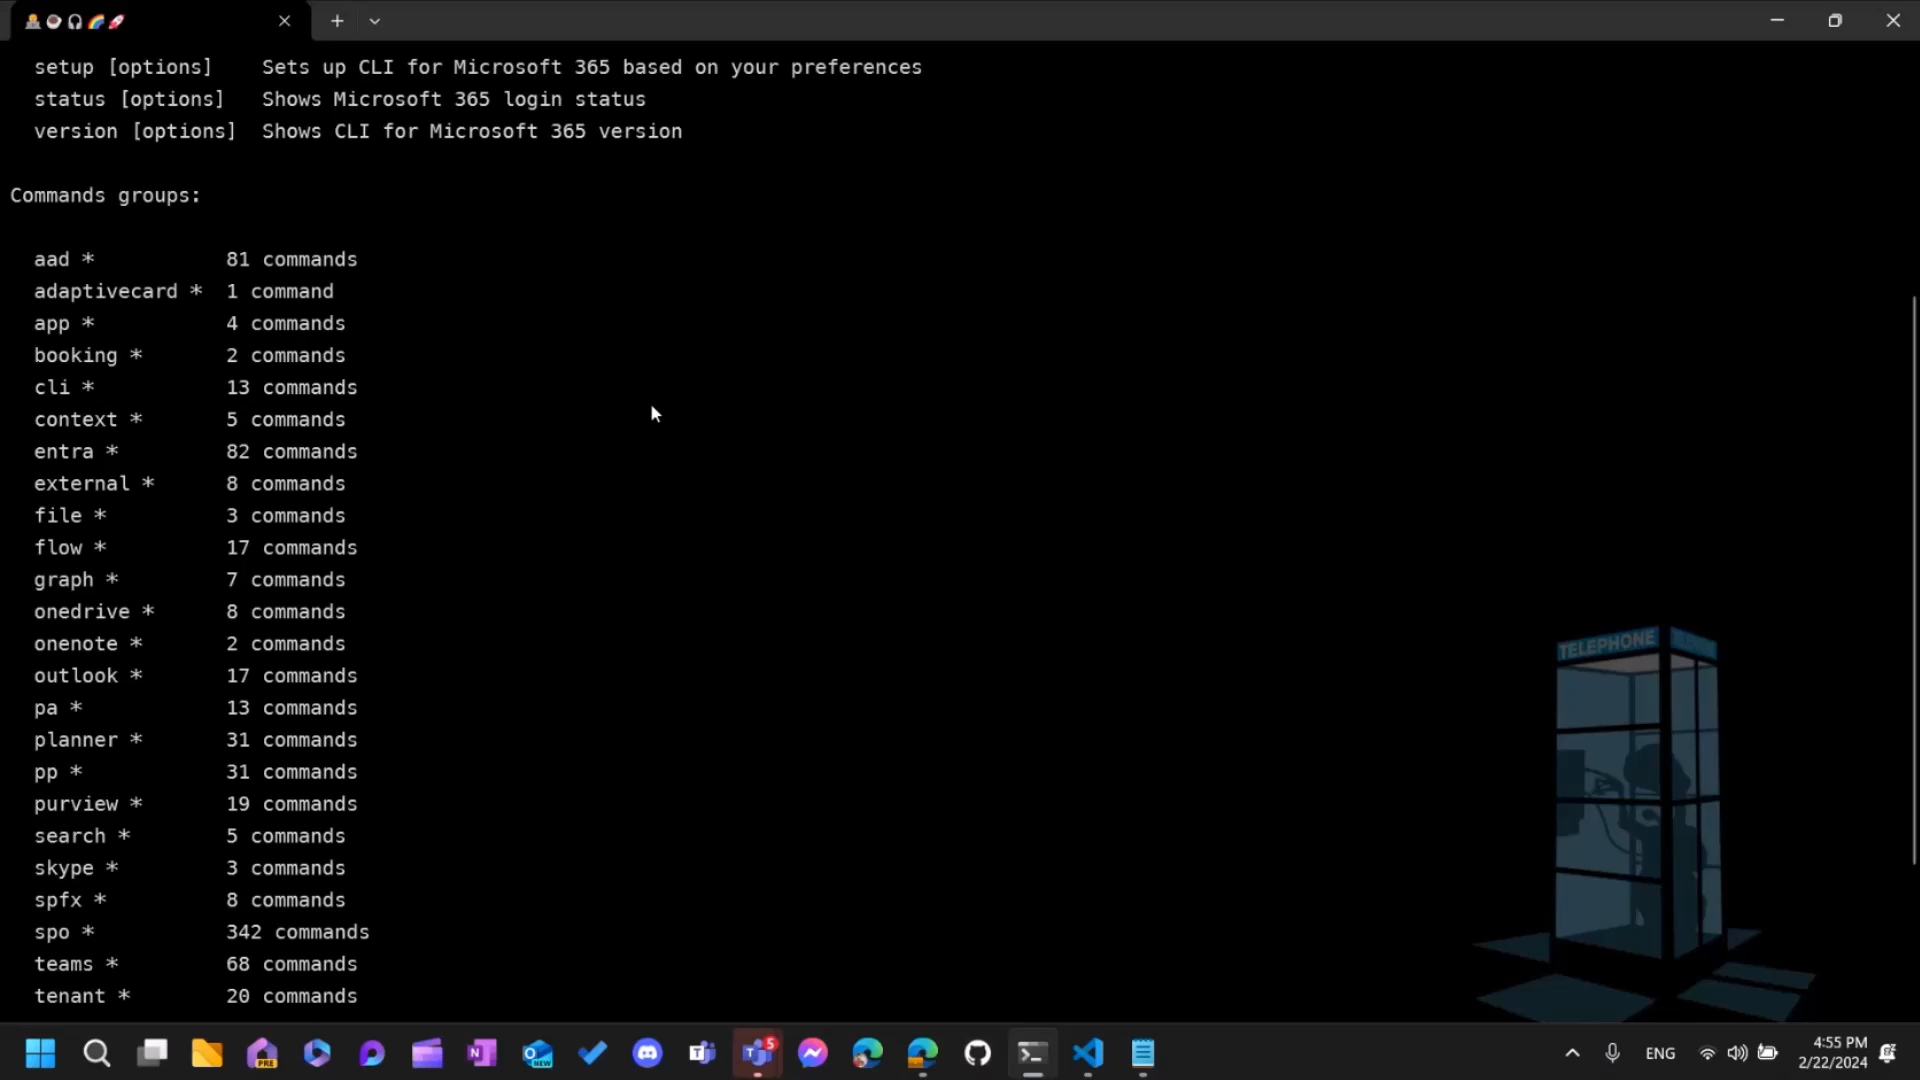 setup [options] Sets up CLI for Microsoft 365 based on your preferences
status [options] Shows Microsoft 365 login status
version [options] Shows CLI for Microsoft 365 version
Commands groups:
aad * 81 commands
adaptivecard * 1 command
app * 4 commands
booking * 2 commands
cli * 13 commands
context * 5 commands
entra * 82 commands
external * 8 commands
file * 3 commands
flow * 17 commands
graph * 7 commands
onedrive * 8 commands
onenote * 2 commands
outlook * 17 commands
pa * 13 commands
planner * 31 commands
pp * 31 commands
purview * 19 commands
search * 5 commands
skype * 3 commands
spfx * 8 commands
spo * 342 commands
teams * 68 commands
tenant * 20 commands
TELEPHONE
PRE
NEW
5
ENG
4:55 PM
2/22/2024